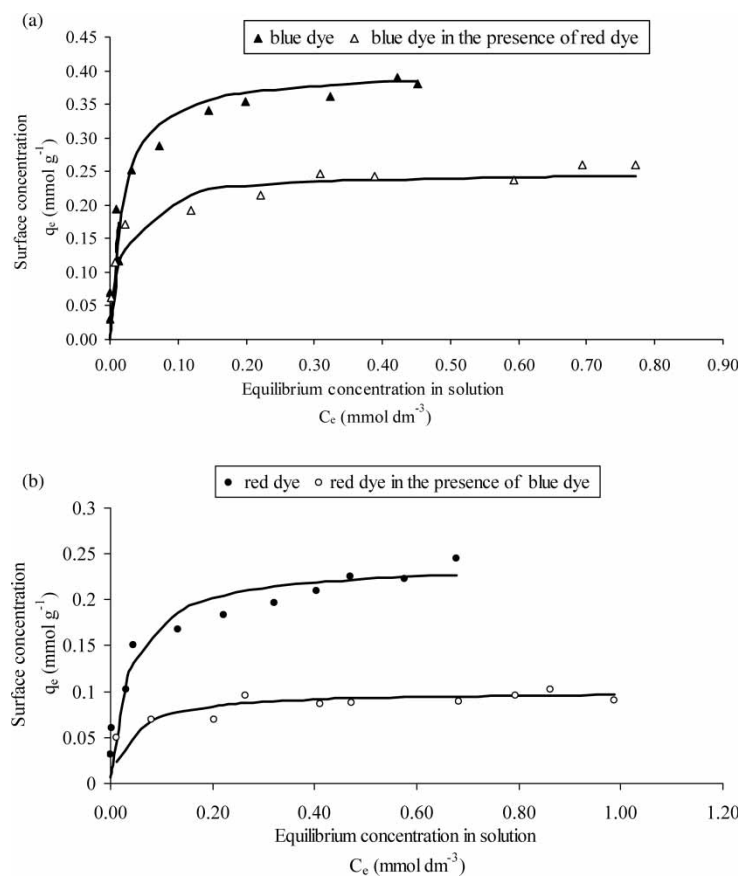 (a)
▲ blue dye △ blue dye in the presence of red dye
Surface concentration
qe (mmol g-1)
0.45
0.40
0.35
0.30
0.25
0.20
0.15
0.10
0.05
0.00
0.00 0.10 0.20 0.30 0.40 0.50 0.60 0.70 0.80 0.90
Equilibrium concentration in solution
Ce (mmol dm-3)
(b)
● red dye ○ red dye in the presence of blue dye
Surface concentration
qe (mmol g-1)
0.3
0.25
0.2
0.15
0.1
0.05
0
0.00 0.20 0.40 0.60 0.80 1.00 1.20
Equilibrium concentration in solution
Ce (mmol dm-3)